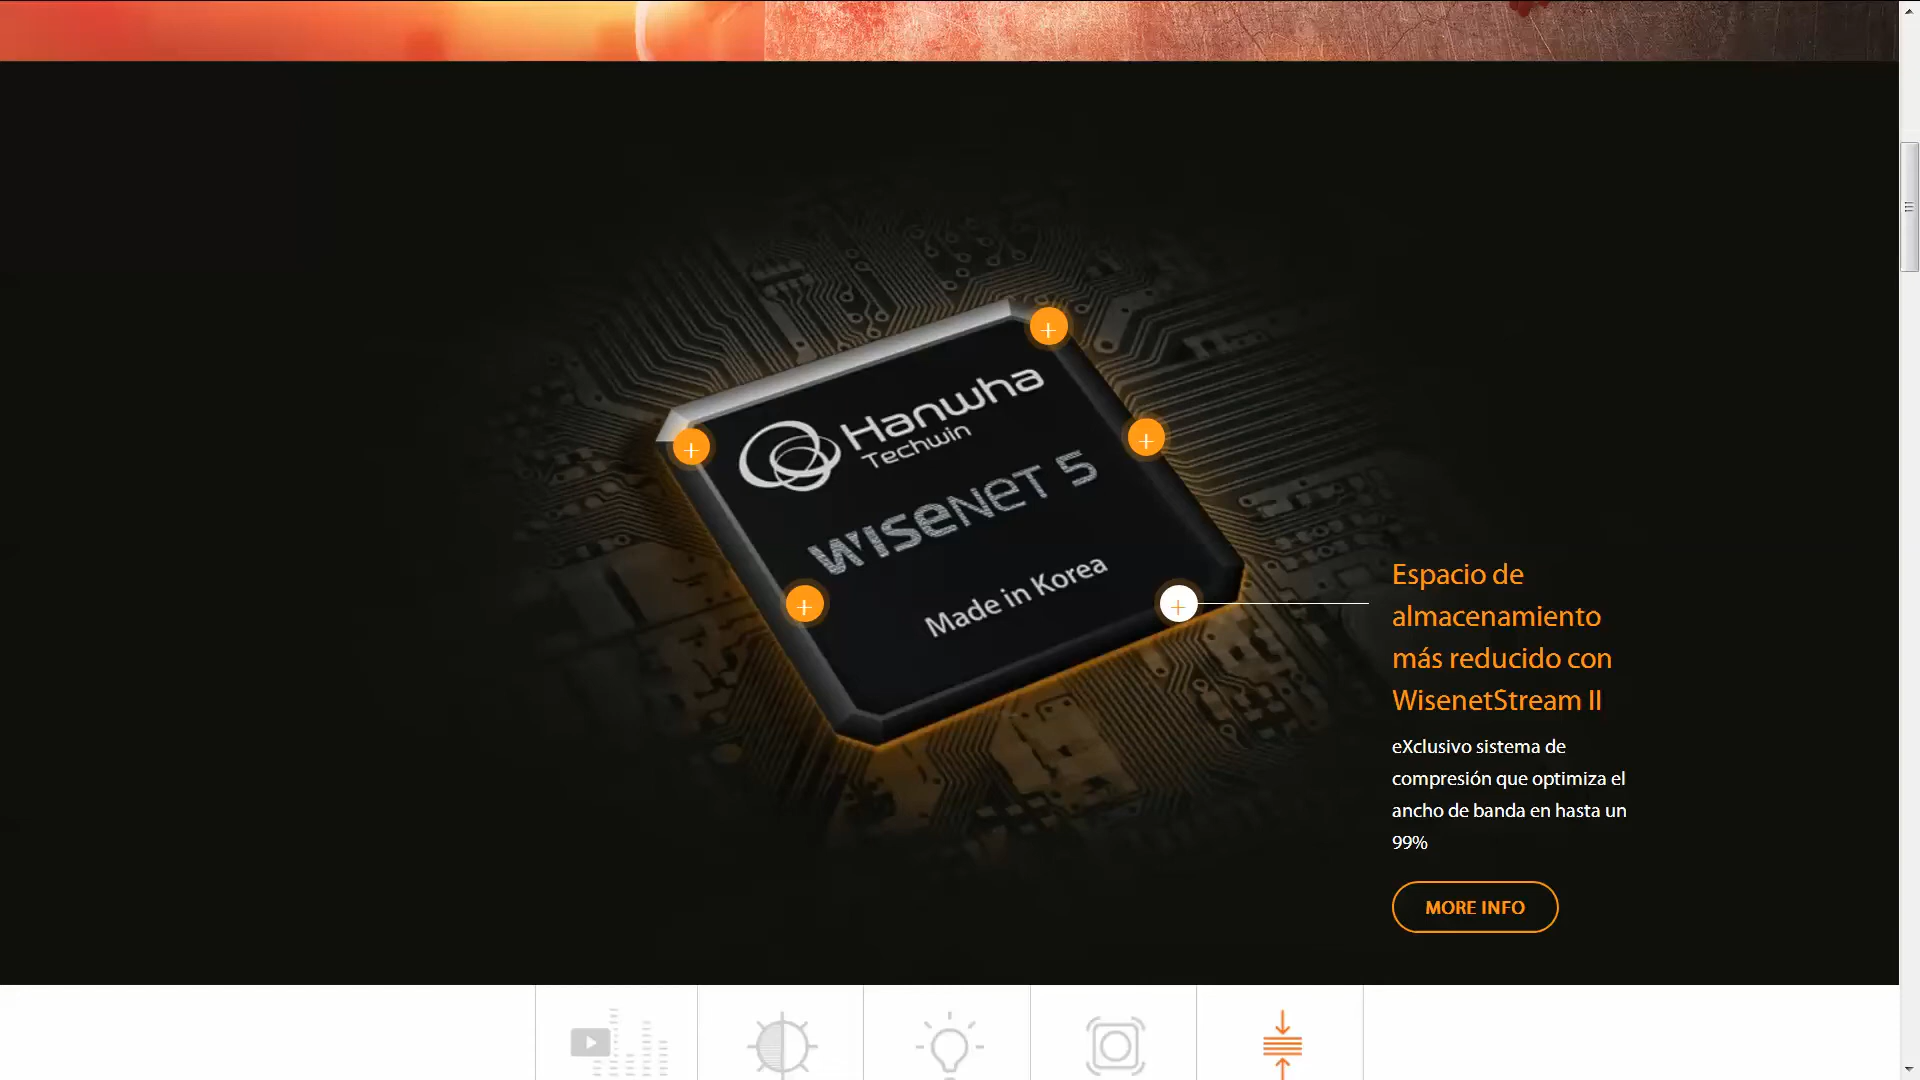 Hanwha
Techwin
WISENET 5
Made in Korea
Espacio de
almacenamiento
más reducido con
WisenetStream II
eXclusivo sistema de
compresión que optimiza el
ancho de banda en hasta un
99%
MORE INFO